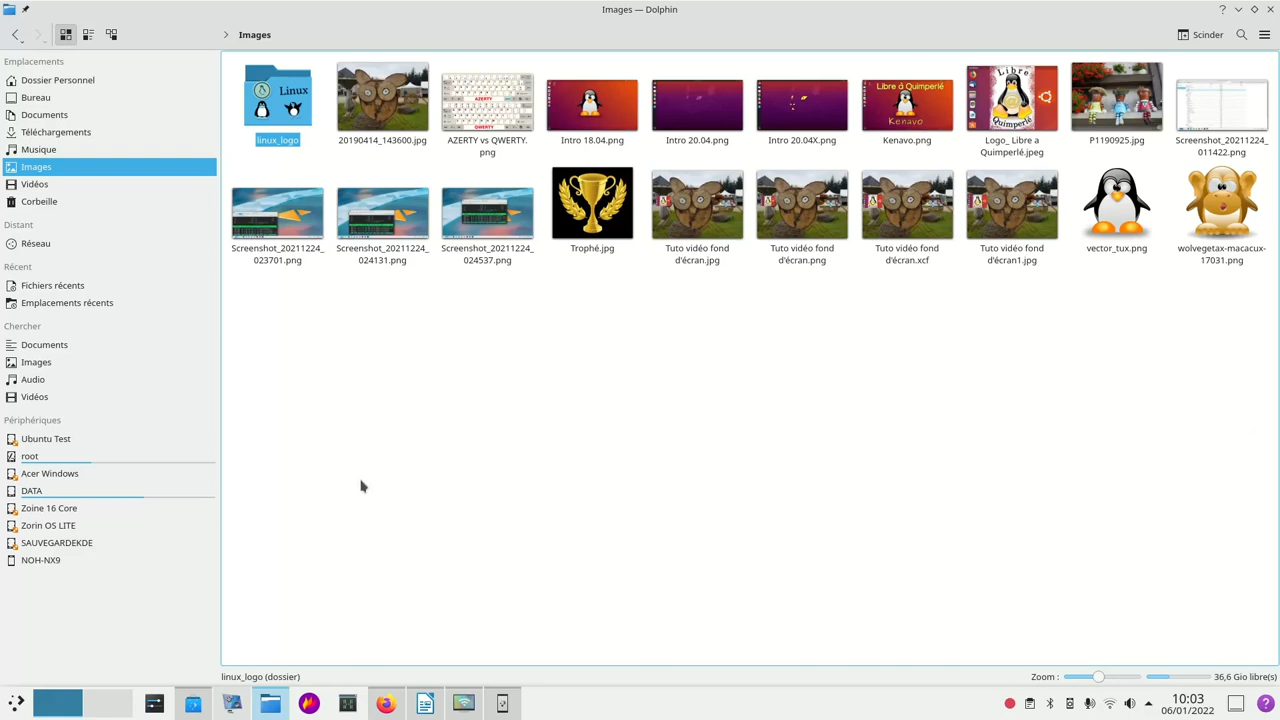 Images — Dolphin
Images
Scinder
Emplacements
Dossier Personnel
Bureau
Documents
Téléchargements
Musique
Images
Vidéos
Corbeille
Distant
Réseau
Récent
Fichiers récents
Emplacements récents
Chercher
Documents
Images
Audio
Vidéos
Périphériques
Ubuntu Test
root
Acer Windows
DATA
Zoine 16 Core
Zorin OS LITE
SAUVEGARDEKDE
NOH-NX9
Linux
linux_logo
20190414_143600.jpg
AZERTY
QWERTY
AZERTY vs QWERTY.
png
Intro 18.04.png
Intro 20.04.png
Intro 20.04X.png
Libre à Quimperlé
Kenavo
Kenavo.png
Libre
Quimperlé
Logo_ Libre a
Quimperlé.jpeg
P1190925.jpg
Screenshot_20211224_
011422.png
Screenshot_20211224_
023701.png
Screenshot_20211224_
024131.png
Screenshot_20211224_
024537.png
Trophé.jpg
Tuto vidéo fond
d'écran.jpg
Tuto vidéo fond
d'écran.png
Tuto vidéo fond
d'écran.xcf
Tuto vidéo fond
d'écran1.jpg
vector_tux.png
wolvegetax-macacux-
17031.png
linux_logo (dossier)
Zoom :
36,6 Gio libre(s)
10:03
06/01/2022